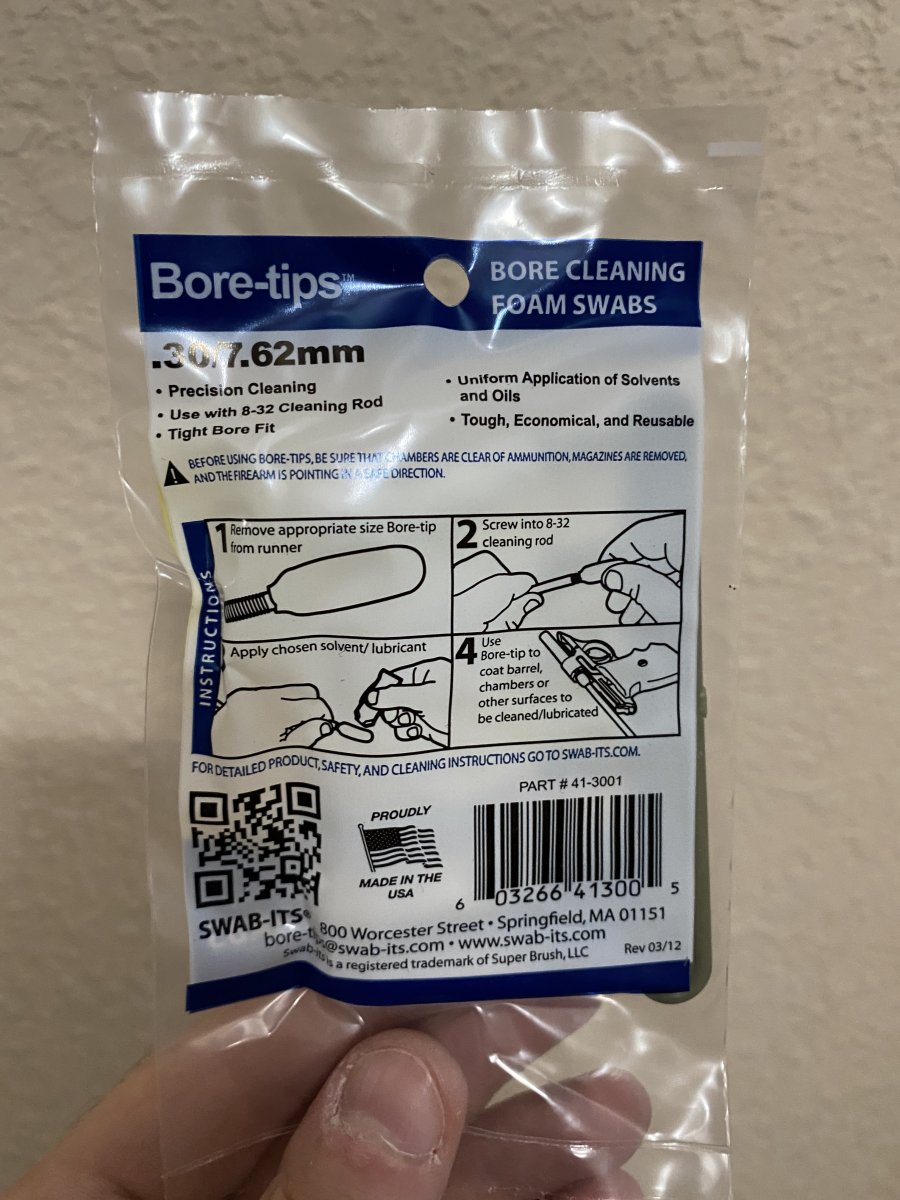 Bore-tips™
BORE CLEANING
FOAM SWABS
.30/7.62mm
• Precision Cleaning
• Use with 8-32 Cleaning Rod
• Tight Bore Fit
• Uniform Application of Solvents
and Oils
• Tough, Economical, and Reusable
BEFORE USING BORE-TIPS, BE SURE THAT CHAMBERS ARE CLEAR OF AMMUNITION, MAGAZINES ARE REMOVED,
AND THE FIREARM IS POINTING IN A SAFE DIRECTION.
INSTRUCTIONS
1 Remove appropriate size Bore-tip
from runner
2 Screw into 8-32
cleaning rod
Apply chosen solvent/ lubricant
4 Use
Bore-tip to
coat barrel,
chambers or
other surfaces to
be cleaned/lubricated
FOR DETAILED PRODUCT, SAFETY, AND CLEANING INSTRUCTIONS GO TO SWAB-ITS.COM.
PROUDLY
MADE IN THE
USA
PART # 41-3001
6 03266 41300 5
SWAB-ITS®
800 Worcester Street • Springfield, MA 01151
@swab-its.com • www.swab-its.com
Swab-its is a registered trademark of Super Brush, LLC
Rev 03/12